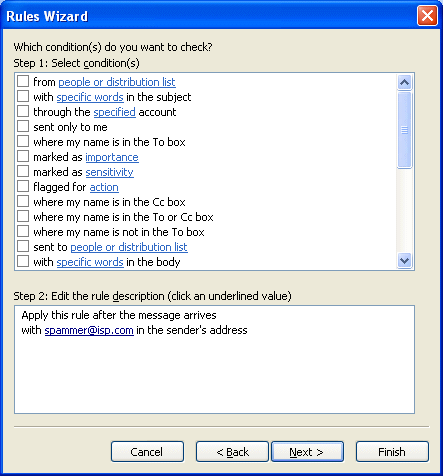 Rules Wizard
Which condition(s) do you want to check?
Step 1: Select condition(s)
from people or distribution list
with specific words in the subject
through the specified account
sent only to me
where my name is in the To box
marked as importance
marked as sensitivity
flagged for action
where my name is in the Cc box
where my name is in the To or Cc box
where my name is not in the To box
sent to people or distribution list
with specific words in the body
Step 2: Edit the rule description (click an underlined value)
Apply this rule after the message arrives
with spammer@isp.com in the sender's address
Cancel < Back Next > Finish